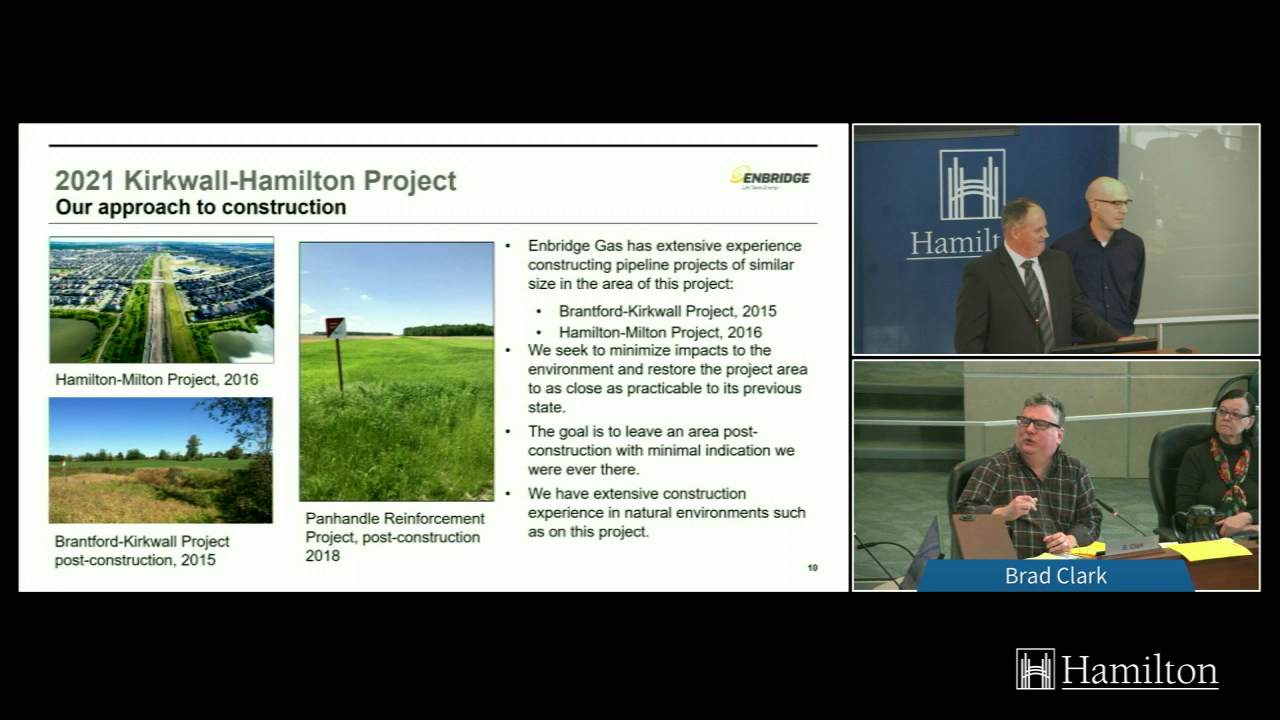 2021 Kirkwall-Hamilton Project
Our approach to construction
ENBRIDGE
Life Takes Energy
Hamilton-Milton Project, 2016
Brantford-Kirkwall Project
post-construction, 2015
Panhandle Reinforcement
Project, post-construction
2018
• Enbridge Gas has extensive experience
constructing pipeline projects of similar
size in the area of this project:
• Brantford-Kirkwall Project, 2015
• Hamilton-Milton Project, 2016
• We seek to minimize impacts to the
environment and restore the project area
to as close as practicable to its previous
state.
• The goal is to leave an area post-
construction with minimal indication we
were ever there.
• We have extensive construction
experience in natural environments such
as on this project.
10
Hamilt
B. Clark
Brad Clark
Hamilton